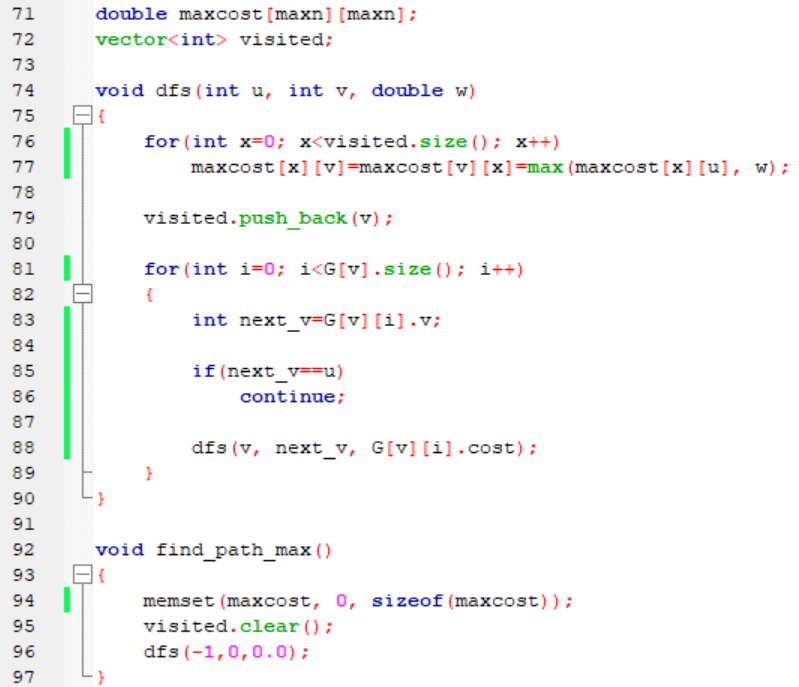 71 double maxcost[maxn][maxn];
72 vector<int> visited;
73
74 void dfs(int u, int v, double w)
75 {
76     for(int x=0; x<visited.size(); x++)
77         maxcost[x][v]=maxcost[v][x]=max(maxcost[x][u], w);
78
79     visited.push_back(v);
80
81     for(int i=0; i<G[v].size(); i++)
82     {
83         int next_v=G[v][i].v;
84
85         if(next_v==u)
86             continue;
87
88         dfs(v, next_v, G[v][i].cost);
89     }
90 }
91
92 void find_path_max()
93 {
94     memset(maxcost, 0, sizeof(maxcost));
95     visited.clear();
96     dfs(-1,0,0.0);
97 }